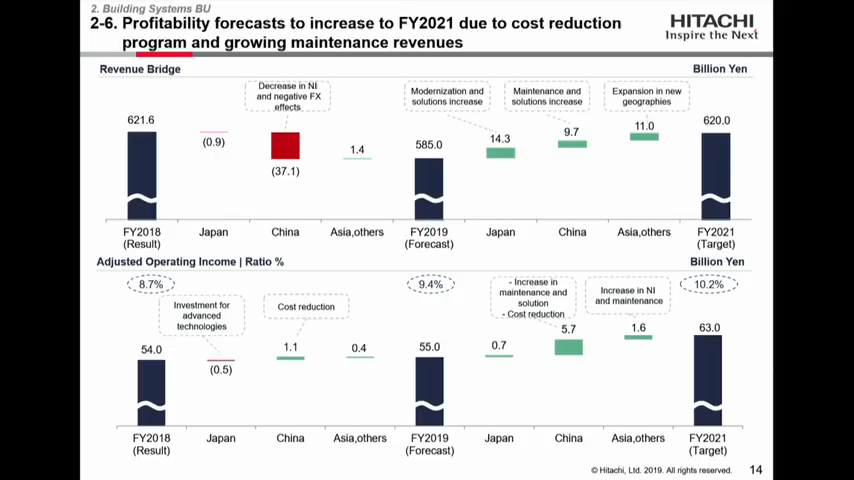 2. Building Systems BU
2-6. Profitability forecasts to increase to FY2021 due to cost reduction
program and growing maintenance revenues
HITACHI
Inspire the Next
Revenue Bridge
Billion Yen
Decrease in NI
and negative FX
effects
Modernization and
solutions increase
Maintenance and
solutions increase
Expansion in new
geographies
621.6
(0.9)
(37.1)
1.4
585.0
14.3
9.7
11.0
620.0
FY2018
(Result)
Japan
China
Asia,others
FY2019
(Forecast)
Japan
China
Asia,others
FY2021
(Target)
Adjusted Operating Income | Ratio %
Billion Yen
8.7%
9.4%
10.2%
Investment for
advanced
technologies
Cost reduction
- Increase in
maintenance and
solution
- Cost reduction
Increase in NI
and maintenance
54.0
(0.5)
1.1
0.4
55.0
0.7
5.7
1.6
63.0
FY2018
(Result)
Japan
China
Asia,others
FY2019
(Forecast)
Japan
China
Asia,others
FY2021
(Target)
© Hitachi, Ltd. 2019. All rights reserved.
14